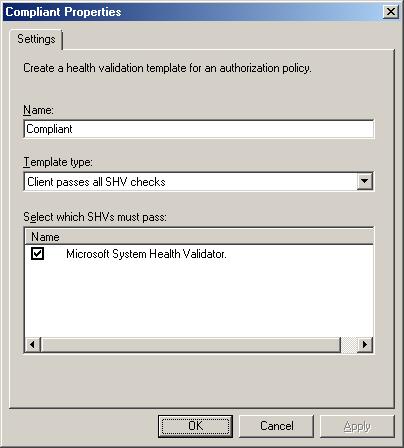 Compliant Properties
Settings
Create a health validation template for an authorization policy.
Name:
Compliant
Template type:
Client passes all SHV checks
Select which SHVs must pass:
Name
Microsoft System Health Validator.
OK Cancel Apply